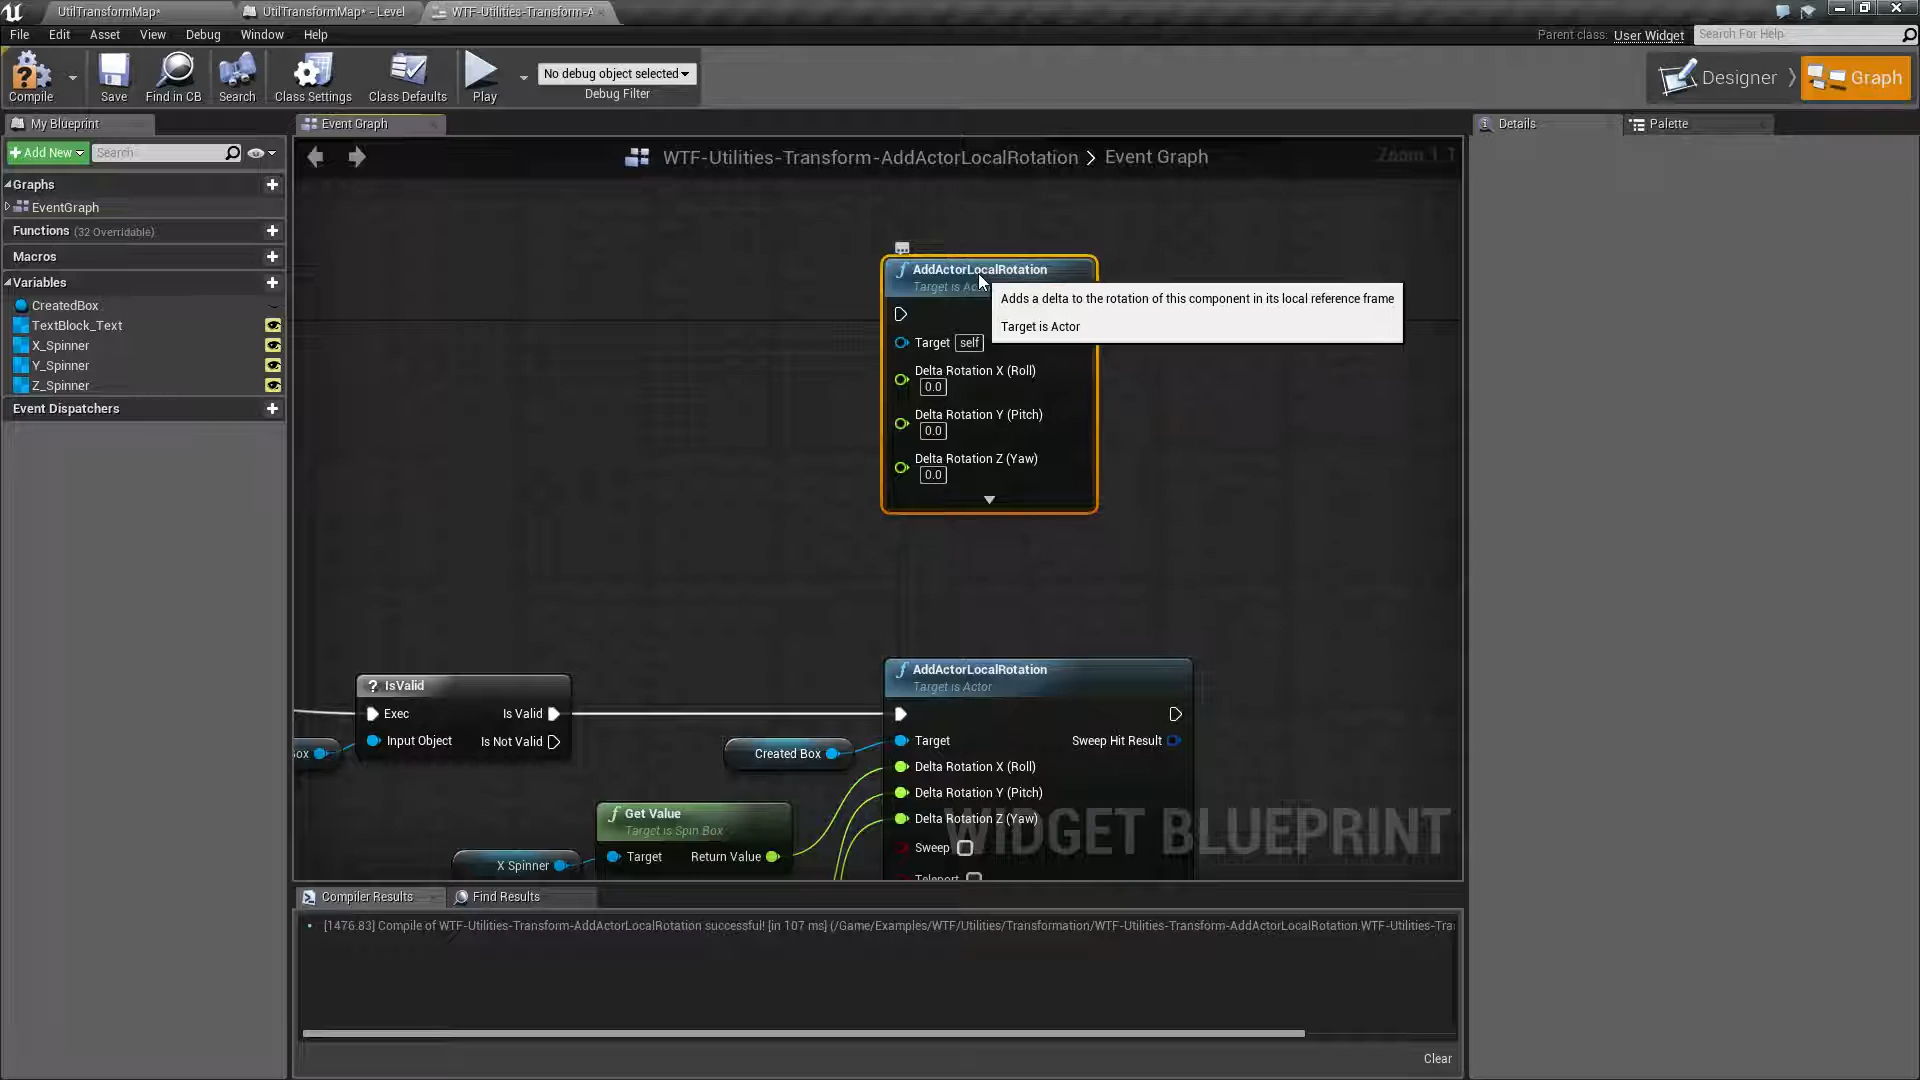 UtilTransformMap*
UtilTransformMap* - Level
WTF-Utilities-Transform-A
File
Edit
Asset
View
Debug
Window
Help
Parent class: User Widget
Search For Help
Compile
Save
Find in CB
Search
Class Settings
Class Defaults
Play
No debug object selected
Debug Filter
Designer
Graph
My Blueprint
Event Graph
Details
Palette
Add New
Search
WTF-Utilities-Transform-AddActorLocalRotation > Event Graph
Graphs
EventGraph
Functions (32 Overridable)
Macros
Variables
CreatedBox
TextBlock_Text
X_Spinner
Y_Spinner
Z_Spinner
Event Dispatchers
AddActorLocalRotation
Target is Ac
Adds a delta to the rotation of this component in its local reference frame
Target is Actor
Target self
Delta Rotation X (Roll)
0.0
Delta Rotation Y (Pitch)
0.0
Delta Rotation Z (Yaw)
0.0
AddActorLocalRotation
Target is Actor
? IsValid
Exec
Is Valid
Input Object
Is Not Valid
ox
Created Box
Target
Sweep Hit Result
Delta Rotation X (Roll)
Delta Rotation Y (Pitch)
Delta Rotation Z (Yaw)
Sweep
Teleport
Get Value
Target is Spin Box
X Spinner
Target
Return Value
WIDGET BLUEPRINT
Compiler Results
Find Results
[1476.83] Compile of WTF-Utilities-Transform-AddActorLocalRotation successful! [in 107 ms] (/Game/Examples/WTF/Utilities/Transformation/WTF-Utilities-Transform-AddActorLocalRotation.WTF-Utilities-Tra
Clear